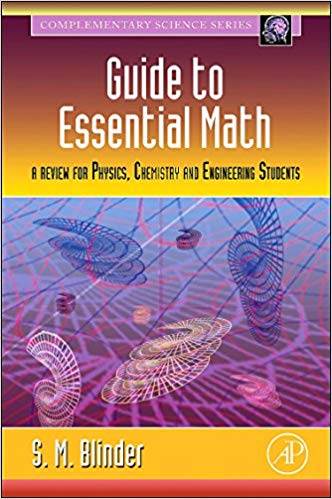 COMPLEMENTARY SCIENCE SERIES
Guide to
Essential Math
A REVIEW FOR PHYSICS, CHEMISTRY AND ENGINEERING STUDENTS
S. M. Blinder
AP